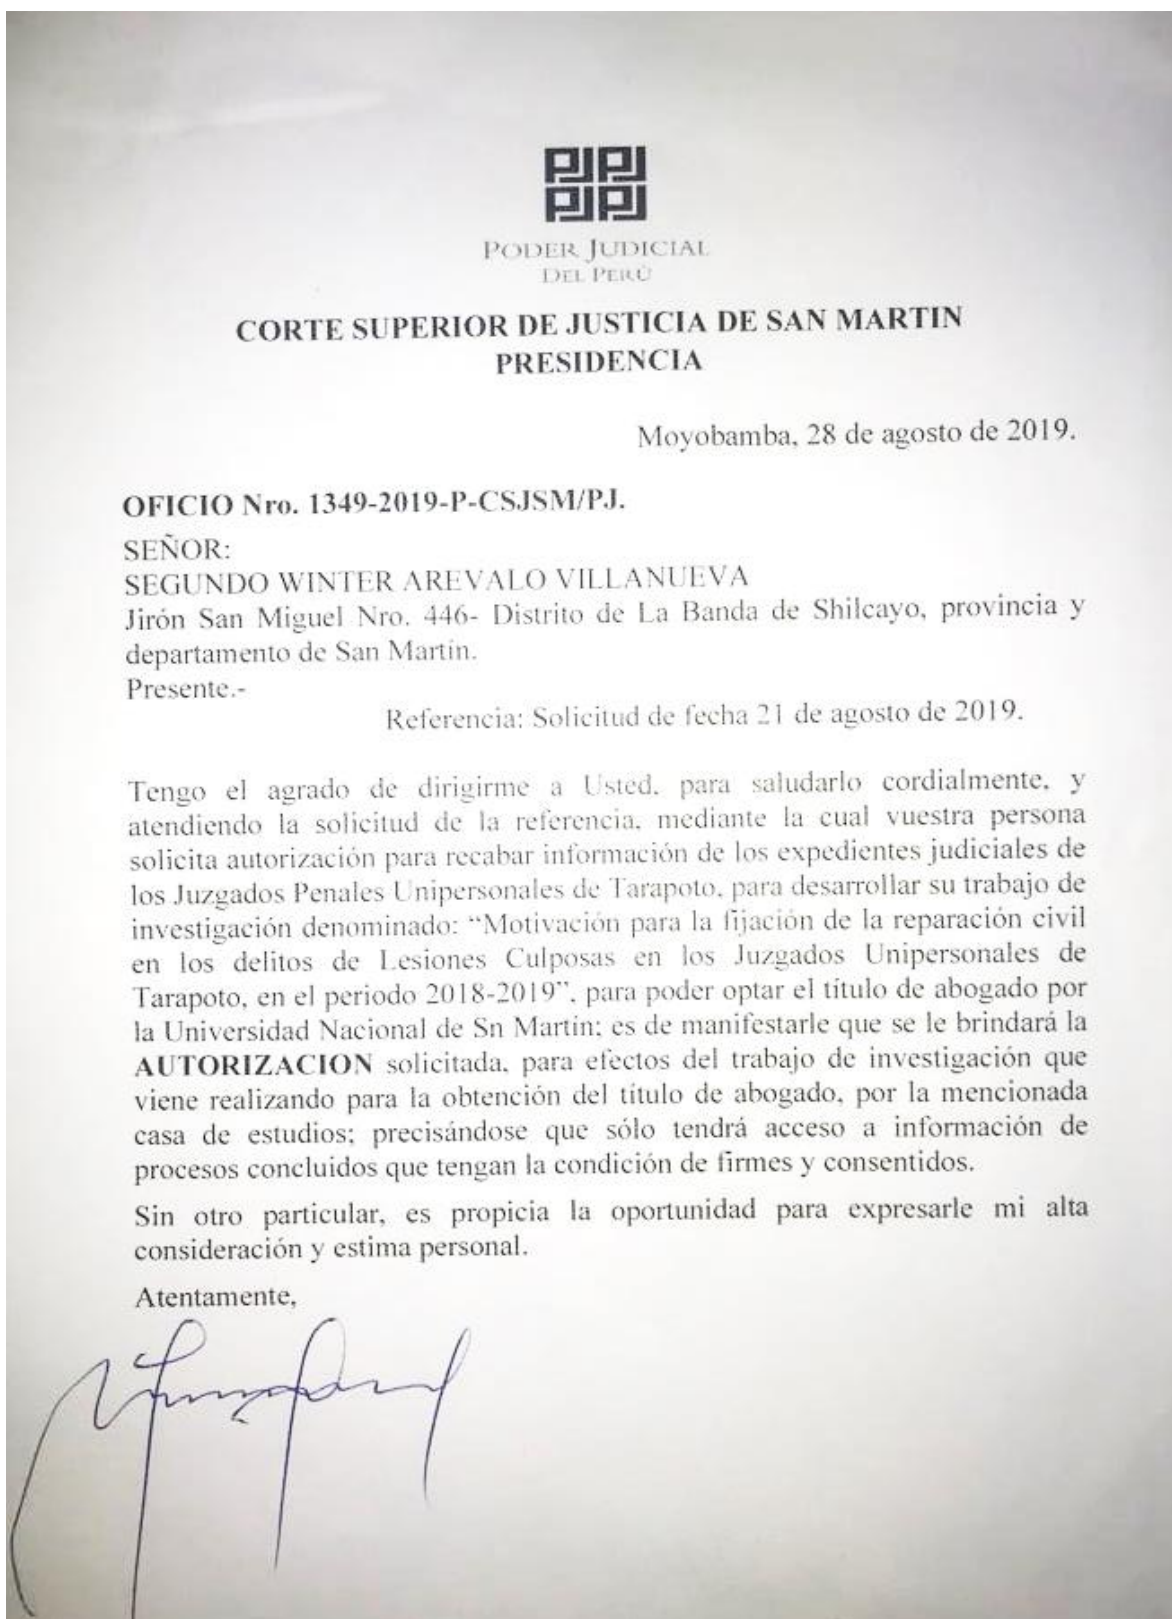 PJPJ
PJPJ
PODER JUDICIAL
DEL PERÚ
CORTE SUPERIOR DE JUSTICIA DE SAN MARTIN
PRESIDENCIA
Moyobamba, 28 de agosto de 2019.
OFICIO Nro. 1349-2019-P-CSJSM/PJ.
SEÑOR:
SEGUNDO WINTER AREVALO VILLANUEVA
Jirón San Miguel Nro. 446- Distrito de La Banda de Shilcayo, provincia y
departamento de San Martín.
Presente.-
Referencia: Solicitud de fecha 21 de agosto de 2019.
Tengo el agrado de dirigirme a Usted, para saludarlo cordialmente, y
atendiendo la solicitud de la referencia, mediante la cual vuestra persona
solicita autorización para recabar información de los expedientes judiciales de
los Juzgados Penales Unipersonales de Tarapoto, para desarrollar su trabajo de
investigación denominado: “Motivación para la fijación de la reparación civil
en los delitos de Lesiones Culposas en los Juzgados Unipersonales de
Tarapoto, en el periodo 2018-2019”, para poder optar el título de abogado por
la Universidad Nacional de Sn Martín; es de manifestarle que se le brindará la
AUTORIZACION solicitada, para efectos del trabajo de investigación que
viene realizando para la obtención del título de abogado, por la mencionada
casa de estudios; precisándose que sólo tendrá acceso a información de
procesos concluidos que tengan la condición de firmes y consentidos.
Sin otro particular, es propicia la oportunidad para expresarle mi alta
consideración y estima personal.
Atentamente,